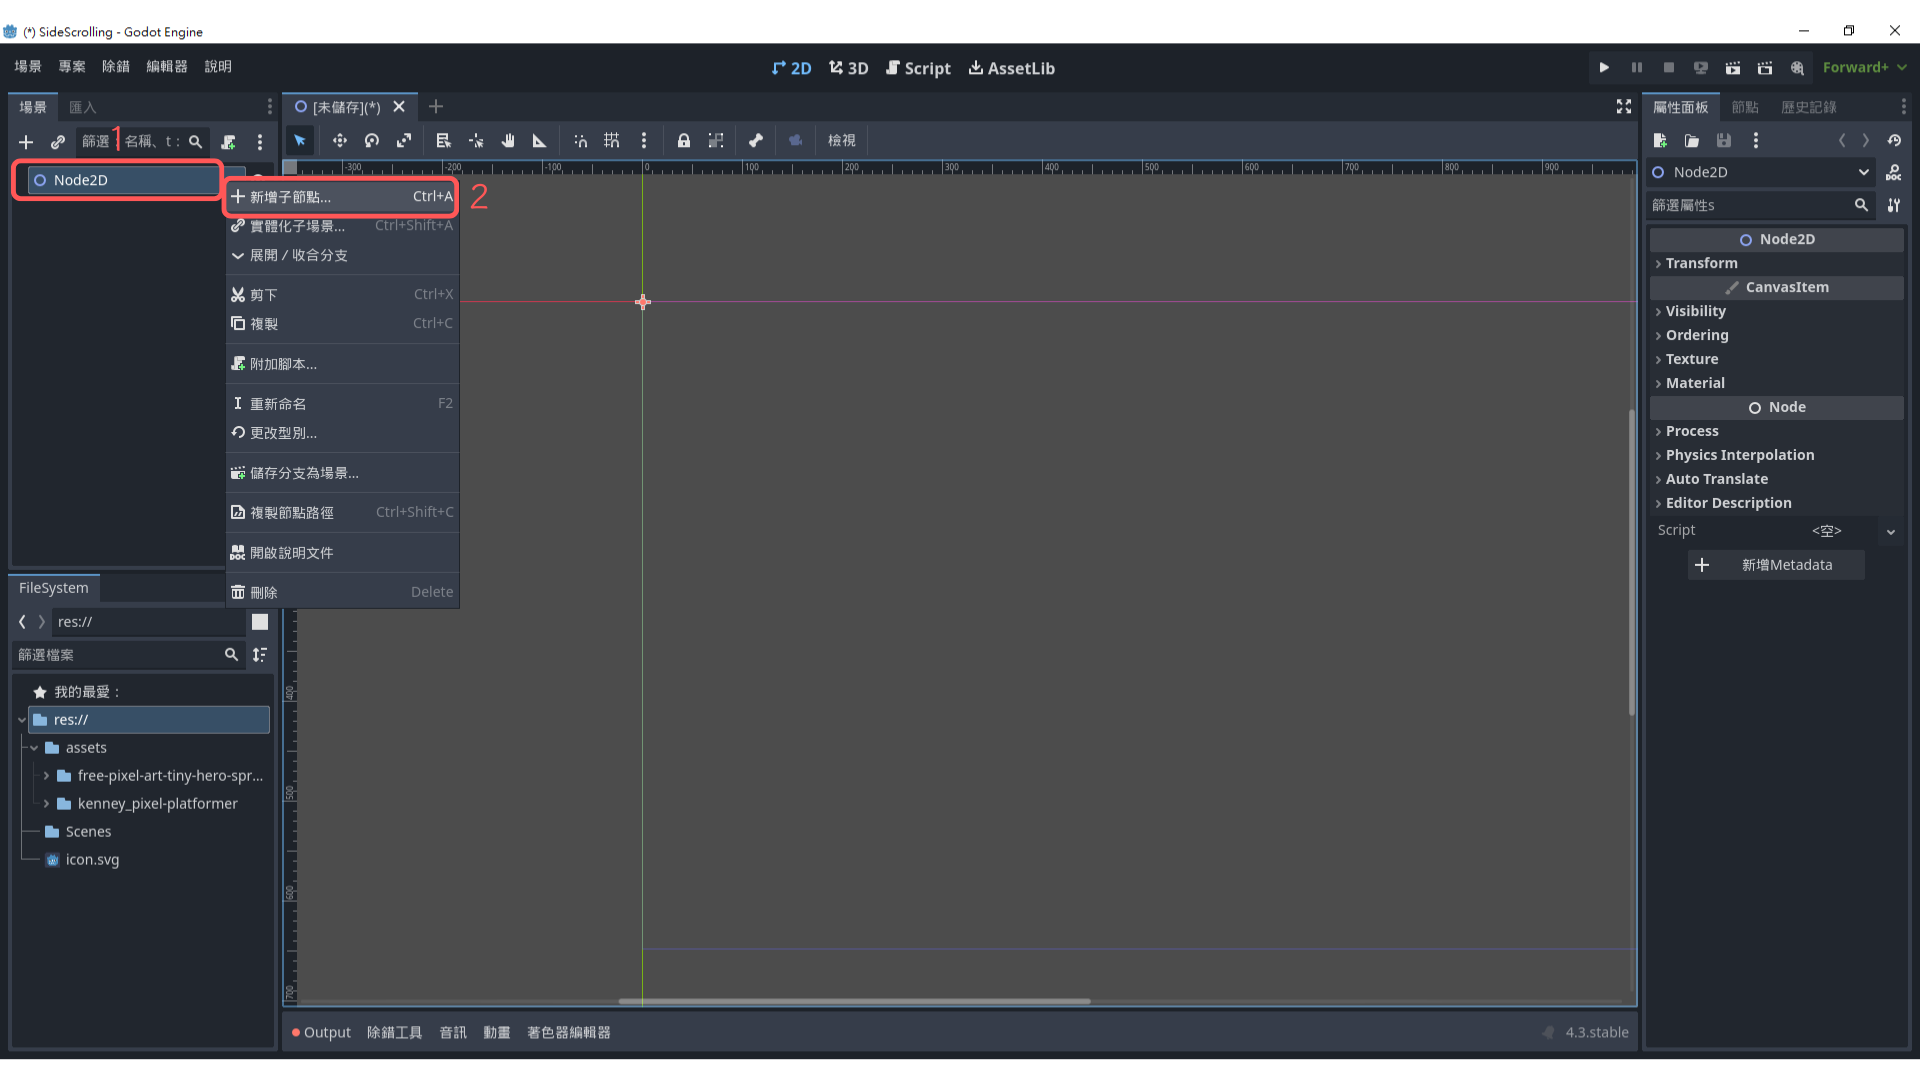 (*) SideScrolling - Godot Engine
場景 專案 除錯 編輯器 說明
2D 3D Script AssetLib
Forward+
場景 匯入
[未儲存](*)
屬性面板 節點 歷史記錄
篩選 1 名稱、t：
檢視
Node2D
Node2D
-300 -200 -100 0 100 200 300 400 500 600 700 800 900
新增子節點... Ctrl+A
2
實體化子場景... Ctrl+Shift+A
展開 / 收合分支
剪下 Ctrl+X
複製 Ctrl+C
附加腳本...
重新命名 F2
更改型別...
儲存分支為場景...
複製節點路徑 Ctrl+Shift+C
開啟說明文件
刪除 Delete
篩選屬性s
Node2D
Transform
CanvasItem
Visibility
Ordering
Texture
Material
Node
Process
Physics Interpolation
Auto Translate
Editor Description
Script <空>
新增Metadata
FileSystem
res://
篩選檔案
我的最愛：
res://
assets
free-pixel-art-tiny-hero-spr...
kenney_pixel-platformer
Scenes
icon.svg
400
500
600
700
Output 除錯工具 音訊 動畫 著色器編輯器
4.3.stable